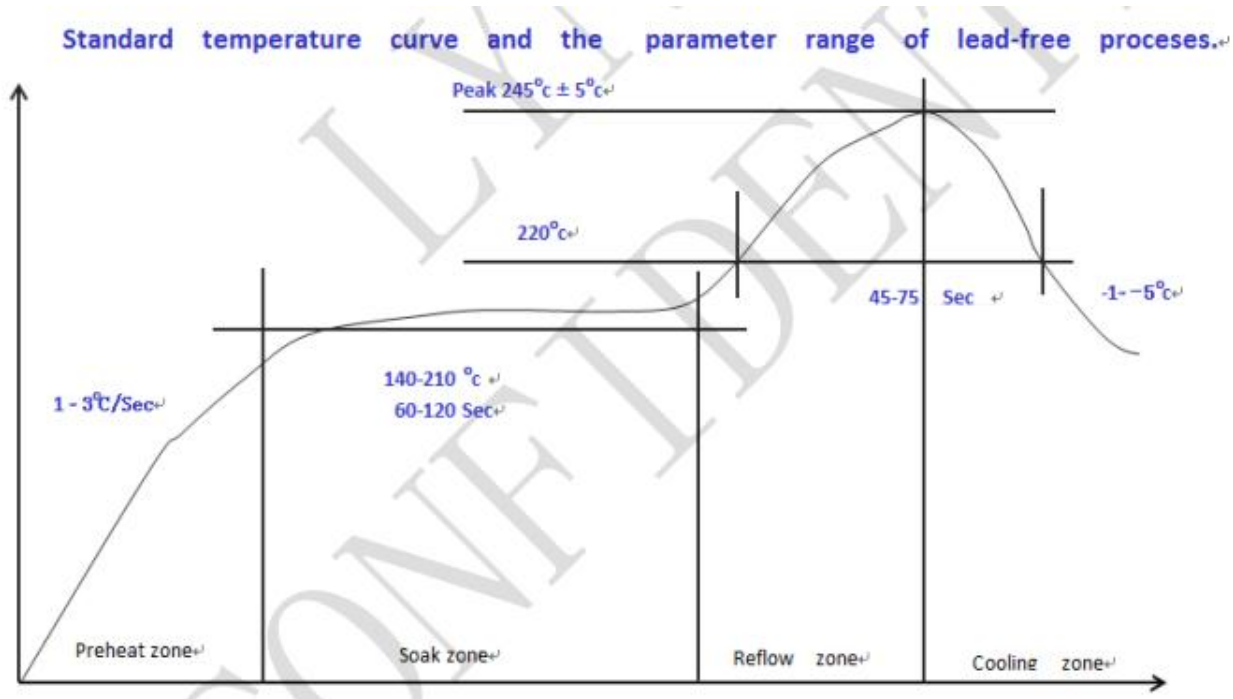 Standard temperature curve and the parameter range of lead-free proceses.
Peak 245°c ± 5°c
220°c
45-75 Sec
-1-–5°c
140-210 °c
60-120 Sec
1 - 3°C/Sec
Preheat zone
Soak zone
Reflow zone
Cooling zone
CONFIDENT